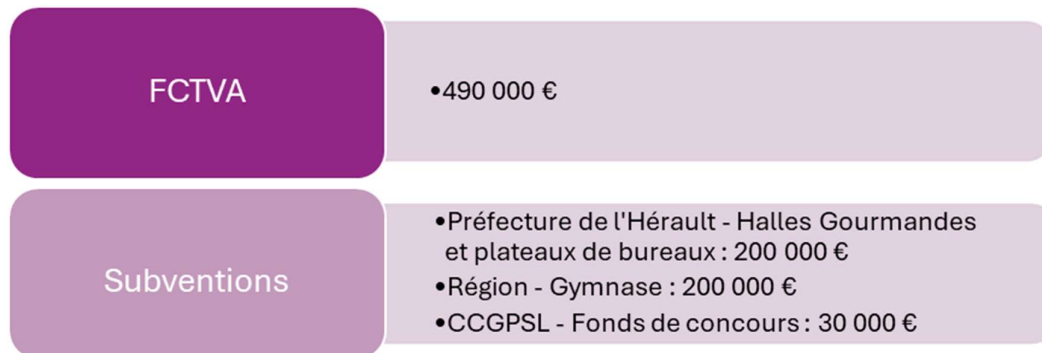 FCTVA
•490 000 €
Subventions
•Préfecture de l'Hérault - Halles Gourmandes
et plateaux de bureaux : 200 000 €
•Région - Gymnase : 200 000 €
•CCGPSL - Fonds de concours : 30 000 €